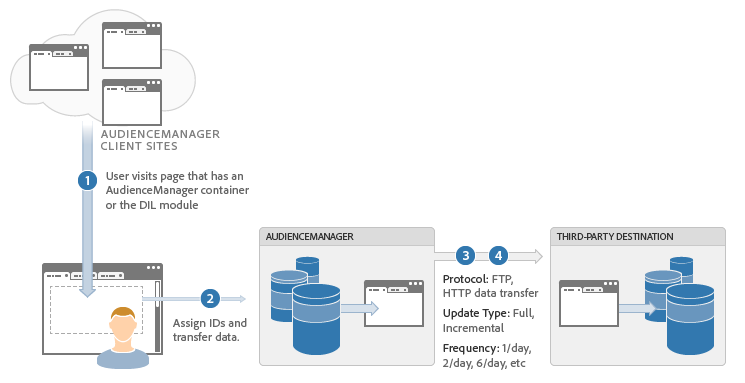 AUDIENCEMANAGER
CLIENT SITES
1
User visits page that has an
AudienceManager container
or the DIL module
2
Assign IDs and
transfer data.
AUDIENCEMANAGER
3 4
Protocol: FTP,
HTTP data transfer
Update Type: Full,
Incremental
Frequency: 1/day,
2/day, 6/day, etc
THIRD-PARTY DESTINATION